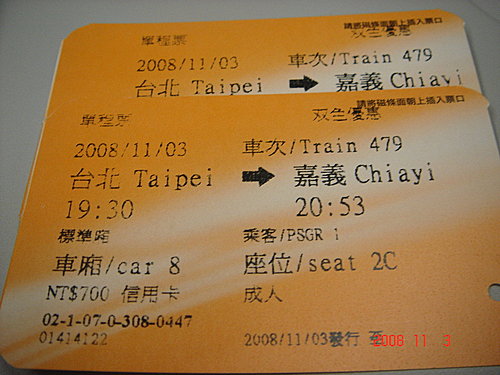 請將磁條面朝上插入票口
單程票 双色優惠
2008/11/03 車次/Train 479
台北 Taipei ➡ 嘉義 Chiayi
請將磁條面朝上插入票口
單程票 双色優惠
2008/11/03 車次/Train 479
台北 Taipei ➡ 嘉義 Chiayi
19:30 20:53
標準廂 乘客/PSGR 1
車廂/car 8 座位/seat 2C
NT$700 信用卡 成人
02-1-07-0-308-0447
01414122 2008/11/03發行
2008 11 3